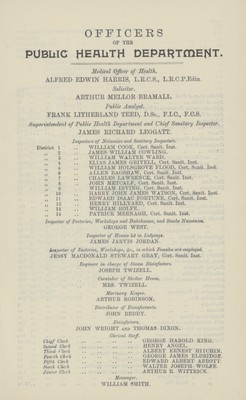 OFFICERS
OF THE
PUBLIC HEALTH DEPARTMENT.
Medical Officer of Health.
ALFRED EDWIN HARRIS, L.R.C.S., L.R.C.P.Edin.
Solicitor.
ARTHUR MELLOR BRAMALL.
Public Analyst.
FRANK LITHERLAND TEED, D.Sc., F.I.C., F.C.S.
Superintendent of Public Health Department and Chief Sanitary Inspector.
JAMES RICHARD LEGGATT.
Inspectors of Nuisances and Sanitary Inspectors.
District 1 WILLIAM COOK, Cert. Sanit. Inst.
" 2 JAMES WILLIAM COWLING.
" 3 WILLIAM WALTER WARD.
" 4 ELIAS JAMES GOTTELL, Cert. Sanit. Inst.
" 5 WILLIAM HOLSGROVE FLOOD, Cert. Sanit. Inst.
" 6 ALLEN BAGSHAW, Cert. Sanit. Inst.
" 7 CHARLES LAWRENCE, Cert. Sanit. Inst.
" 8 JOHN METCALF, Cert. Sanit. Inst.
" 9 WILLIAM IRVING, Cert. Sanit. Inst.
" 10 HARRY JOHN JAMES WATSON, Cert. Sanit. Inst.
" 11 EDWARD ISAAC FORTUNE, Cert. Sanit. Inst.
" 12 HENRY HILLYARD, Cert. Sanit. Inst.
" 13 WILLIAM ROLFE.
" 14 PATRICK MEENAGH, Cert. Sanit. Inst.
Inspector of Factories, Workshops and Bakehouses, and Smoke Nuisances.
GEORGE WEST.
Inspector of Houses let in Lodgings.
JAMES JARVIS JORDAN.
Inspector of Factories, Workshops, &c., in which Females are employed.
JESSY MACDONALD STEWART GRAY, Cert. Sanit. Inst.
Engineer in charge of Steam Disinfectors.
JOSEPH TWIZELL.
Caretaker of Shelter House.
MRS. TWIZELL.
Mortuary Keeper.
ARTHUR ROBINSON.
Distributor of Disinfectants.
JOHN REDDY.
Disinfectors.
JOHN WRIGHT AND THOMAS DIXON.
Clerical Staff.
Chief Clerk GEORGE HAROLD KING.
Second Clerk HENRY ANGEL.
Third Clerk ALBERT ERNEST HITCHIN.
Fourth Clerk GEORGE JAMES ELDRIDGE.
Fifth Clerk EDWARD ALBERT ABBOTT.
Sixth Clerk WALTER JOSEPH WOLFE.
Junior Clerk ARTHUR E. WITTRICK.
Messenger.
WILLIAM SMITH.